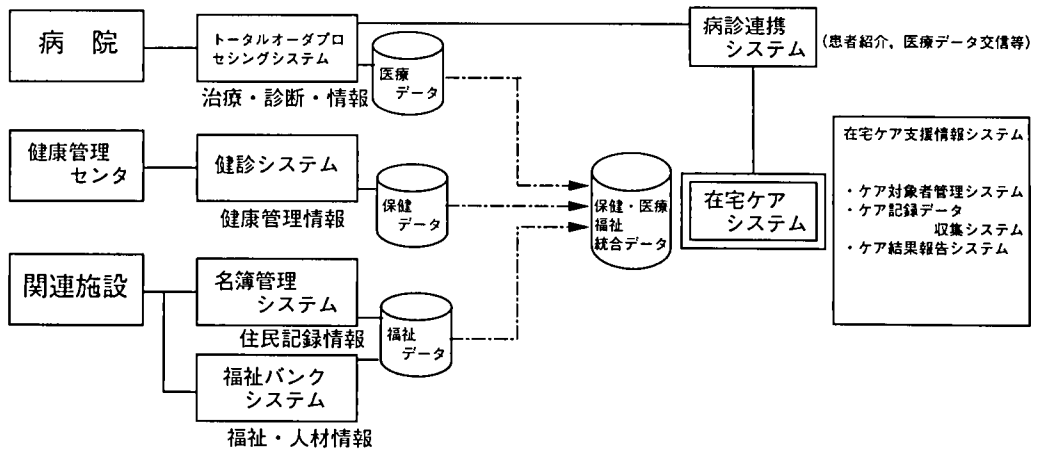 病 院
トータルオーダプロ
セシングシステム
治療・診断・情報
医療
データ
病診連携
システム
(患者紹介，医療データ交信等)
健康管理
センタ
健診システム
健康管理情報
保健
データ
関連施設
名簿管理
システム
住民記録情報
福祉バンク
システム
福祉・人材情報
福祉
データ
保健・医療
福祉
統合データ
在宅ケア
システム
在宅ケア支援情報システム
・ケア対象者管理システム
・ケア記録データ
収集システム
・ケア結果報告システム